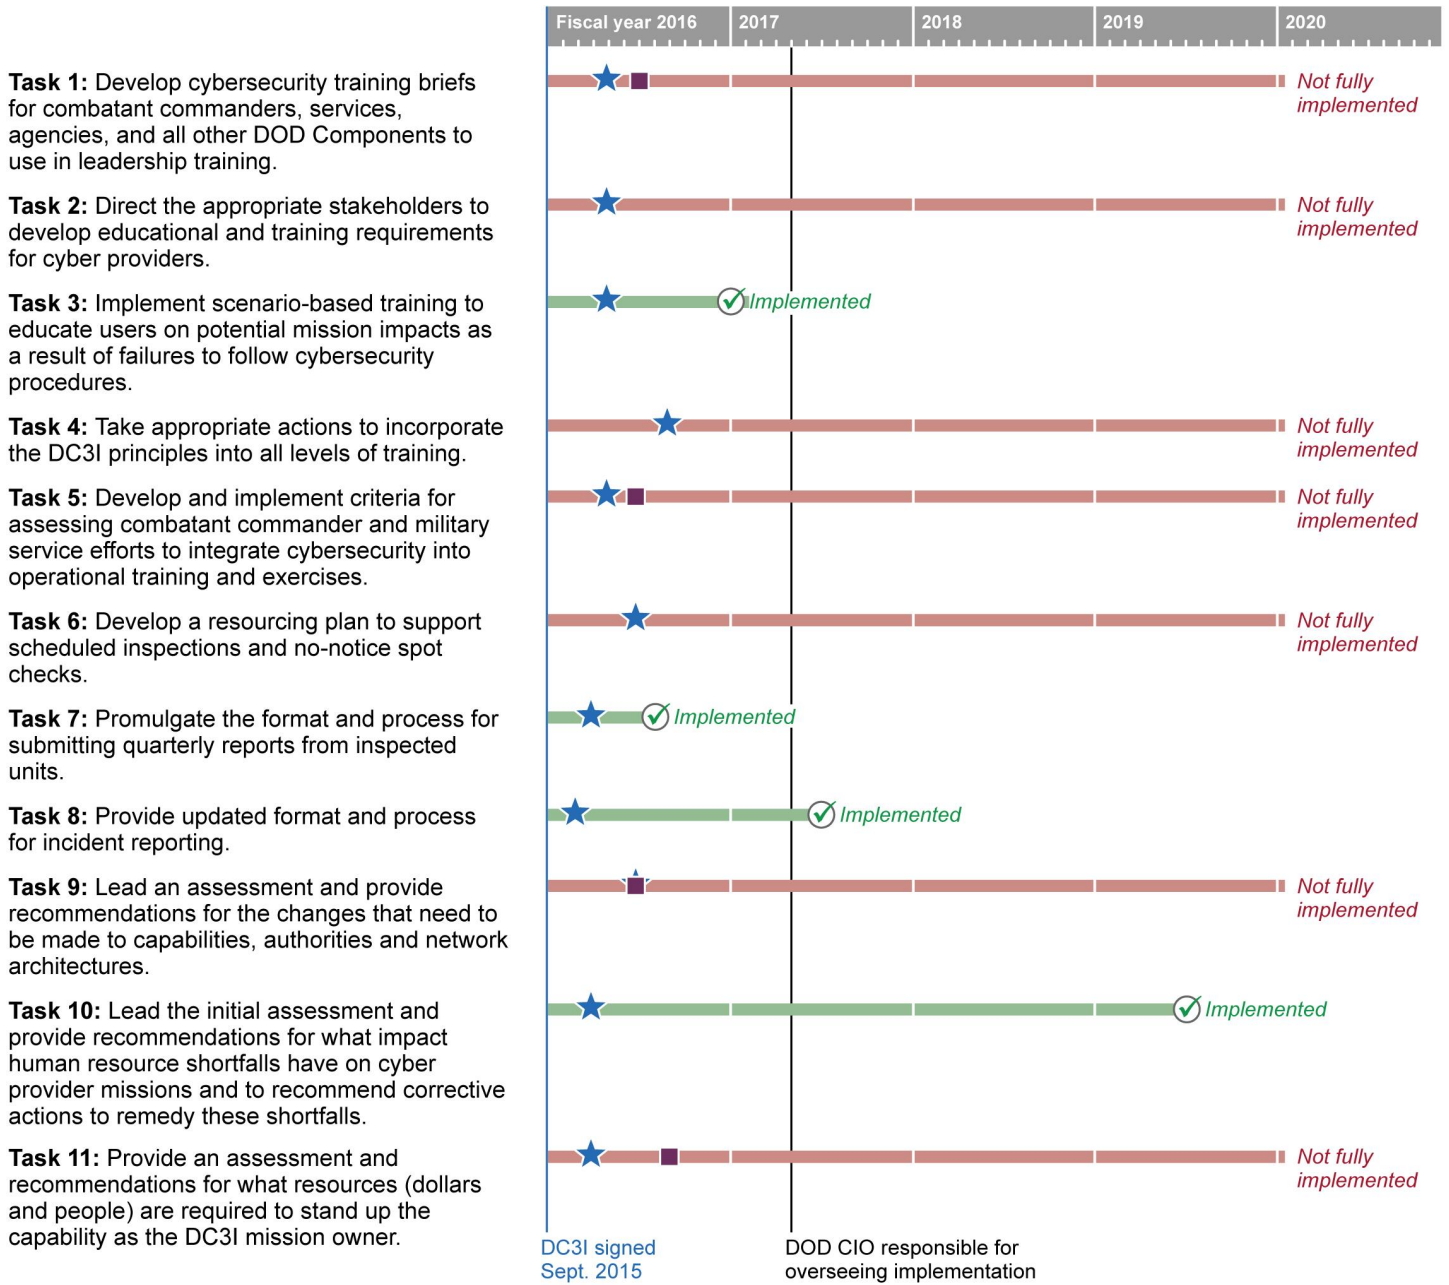 Fiscal year 2016 2017 2018 2019 2020
Task 1: Develop cybersecurity training briefs
for combatant commanders, services,
agencies, and all other DOD Components to
use in leadership training.
Not fully
implemented
Task 2: Direct the appropriate stakeholders to
develop educational and training requirements
for cyber providers.
Not fully
implemented
Task 3: Implement scenario-based training to
educate users on potential mission impacts as
a result of failures to follow cybersecurity
procedures.
Implemented
Task 4: Take appropriate actions to incorporate
the DC3I principles into all levels of training.
Not fully
implemented
Task 5: Develop and implement criteria for
assessing combatant commander and military
service efforts to integrate cybersecurity into
operational training and exercises.
Not fully
implemented
Task 6: Develop a resourcing plan to support
scheduled inspections and no-notice spot
checks.
Not fully
implemented
Task 7: Promulgate the format and process for
submitting quarterly reports from inspected
units.
Implemented
Task 8: Provide updated format and process
for incident reporting.
Implemented
Task 9: Lead an assessment and provide
recommendations for the changes that need to
be made to capabilities, authorities and network
architectures.
Not fully
implemented
Task 10: Lead the initial assessment and
provide recommendations for what impact
human resource shortfalls have on cyber
provider missions and to recommend corrective
actions to remedy these shortfalls.
Implemented
Task 11: Provide an assessment and
recommendations for what resources (dollars
and people) are required to stand up the
capability as the DC3I mission owner.
Not fully
implemented
DC3I signed
Sept. 2015
DOD CIO responsible for
overseeing implementation